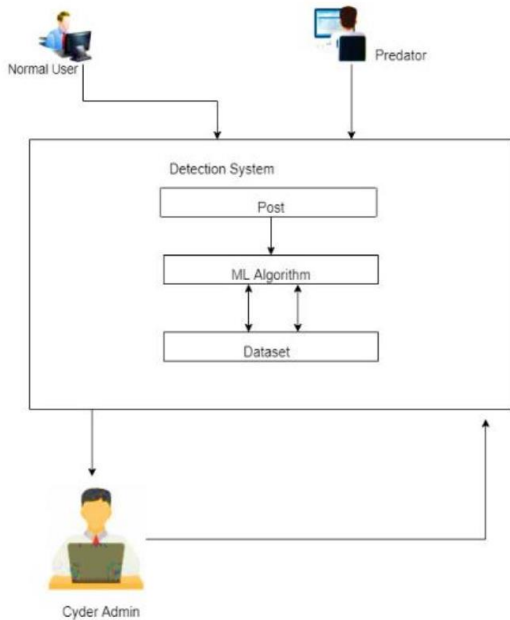 Normal User
Predator
Detection System
Post
ML Algorithm
Dataset
Cyder Admin